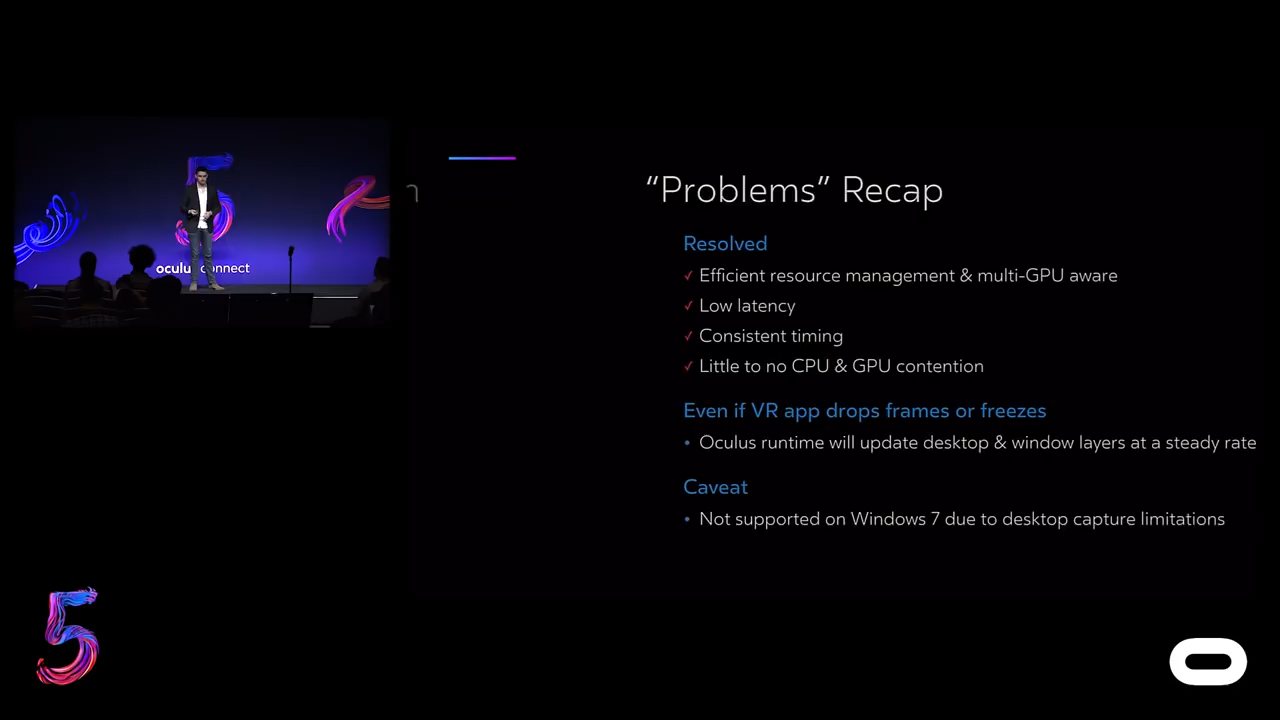 "Problems" Recap
Resolved
✓ Efficient resource management & multi-GPU aware
✓ Low latency
✓ Consistent timing
✓ Little to no CPU & GPU contention
Even if VR app drops frames or freezes
• Oculus runtime will update desktop & window layers at a steady rate
Caveat
• Not supported on Windows 7 due to desktop capture limitations
n
5
oculus connect
5